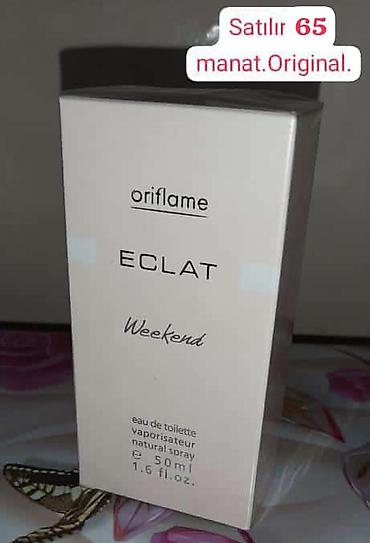 Satılır 65
manat.Original.
oriflame
ECLAT
Weekend
eau de toilette
vaporisateur
natural spray
℮ 50ml
1.6 fl.oz.